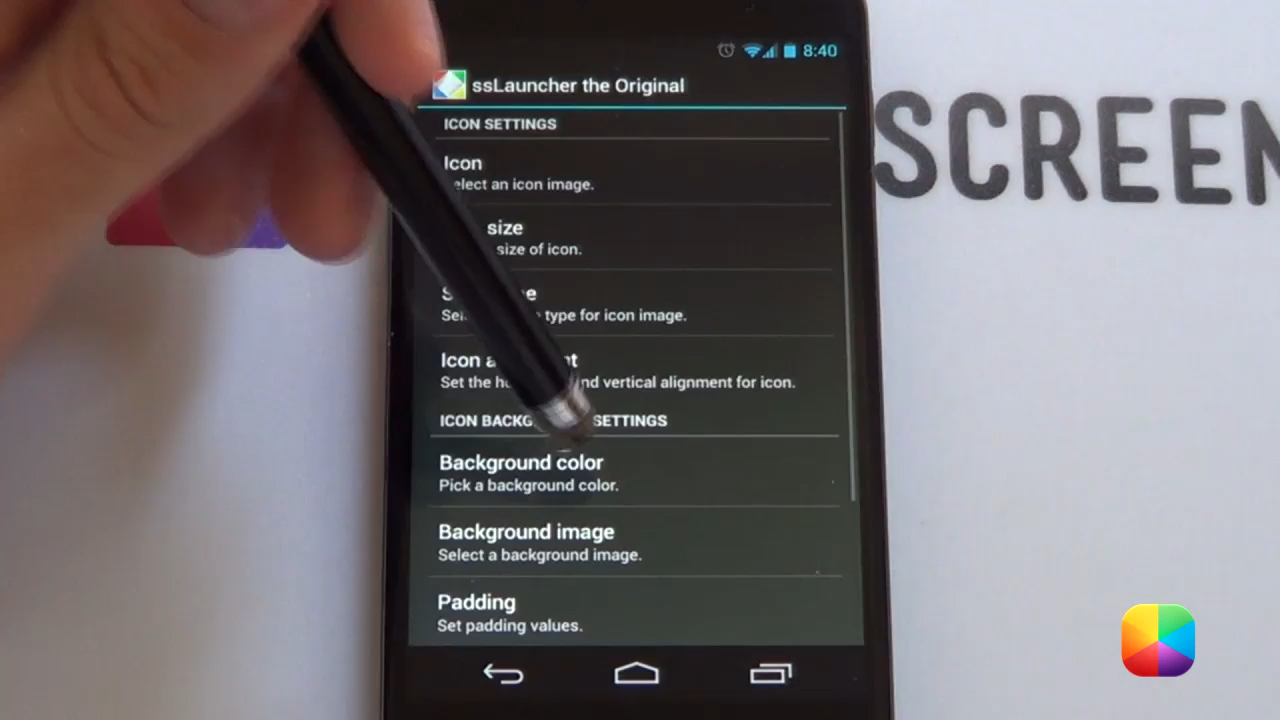 8:40
ssLauncher the Original
SCREEN
ICON SETTINGS
Icon
elect an icon image.
size
size of icon.
type for icon image.
Icon
Set the nd vertical alignment for icon.
ICON BACKG SETTINGS
Background color
Pick a background color.
Background image
Select a background image.
Padding
Set padding values.